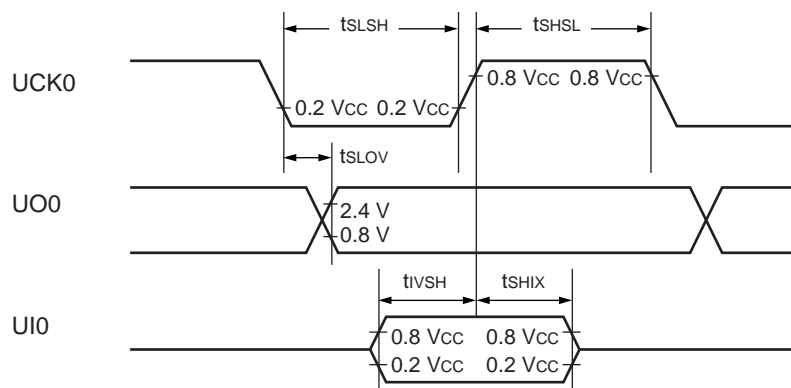 tSLSH tSHSL
UCK0
0.8 VCC 0.8 VCC
0.2 VCC 0.2 VCC
tSLOV
UO0
2.4 V
0.8 V
tIVSH tSHIX
UI0
0.8 VCC 0.8 VCC
0.2 VCC 0.2 VCC